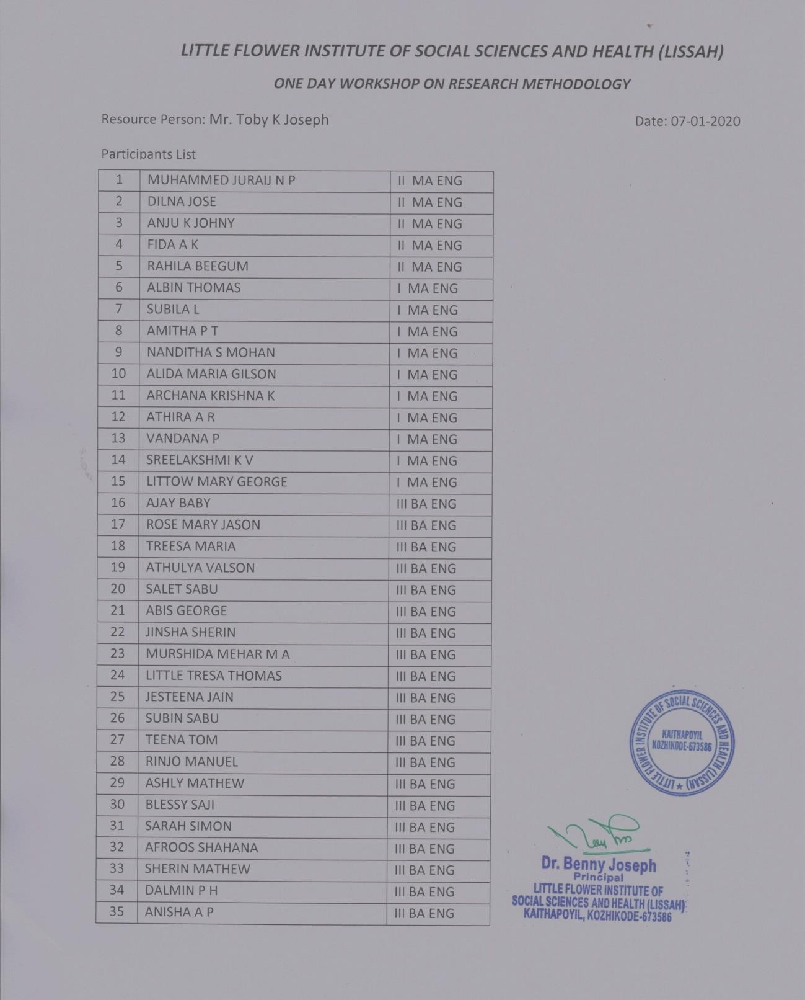 LITTLE FLOWER INSTITUTE OF SOCIAL SCIENCES AND HEALTH (LISSAH)
ONE DAY WORKSHOP ON RESEARCH METHODOLOGY
Resource Person: Mr. Toby K Joseph Date: 07-01-2020
Participants List
1 MUHAMMED JURAIJ N P II MA ENG
2 DILNA JOSE II MA ENG
3 ANJU K JOHNY II MA ENG
4 FIDA A K II MA ENG
5 RAHILA BEEGUM II MA ENG
6 ALBIN THOMAS I MA ENG
7 SUBILA L I MA ENG
8 AMITHA P T I MA ENG
9 NANDITHA S MOHAN I MA ENG
10 ALIDA MARIA GILSON I MA ENG
11 ARCHANA KRISHNA K I MA ENG
12 ATHIRA A R I MA ENG
13 VANDANA P I MA ENG
14 SREELAKSHMI K V I MA ENG
15 LITTOW MARY GEORGE I MA ENG
16 AJAY BABY III BA ENG
17 ROSE MARY JASON III BA ENG
18 TREESA MARIA III BA ENG
19 ATHULYA VALSON III BA ENG
20 SALET SABU III BA ENG
21 ABIS GEORGE III BA ENG
22 JINSHA SHERIN III BA ENG
23 MURSHIDA MEHAR M A III BA ENG
24 LITTLE TRESA THOMAS III BA ENG
25 JESTEENA JAIN III BA ENG
26 SUBIN SABU III BA ENG
27 TEENA TOM III BA ENG
28 RINJO MANUEL III BA ENG
29 ASHLY MATHEW III BA ENG
30 BLESSY SAJI III BA ENG
31 SARAH SIMON III BA ENG
32 AFROOS SHAHANA III BA ENG
33 SHERIN MATHEW III BA ENG
34 DALMIN P H III BA ENG
35 ANISHA A P III BA ENG
LITTLE FLOWER INSTITUTE OF SOCIAL SCIENCES AND HEALTH (LISSAH) ★
KAITHAPOYIL
KOZHIKODE-673586
Dr. Benny Joseph
Principal
LITTLE FLOWER INSTITUTE OF
SOCIAL SCIENCES AND HEALTH (LISSAH)
KAITHAPOYIL, KOZHIKODE-673586